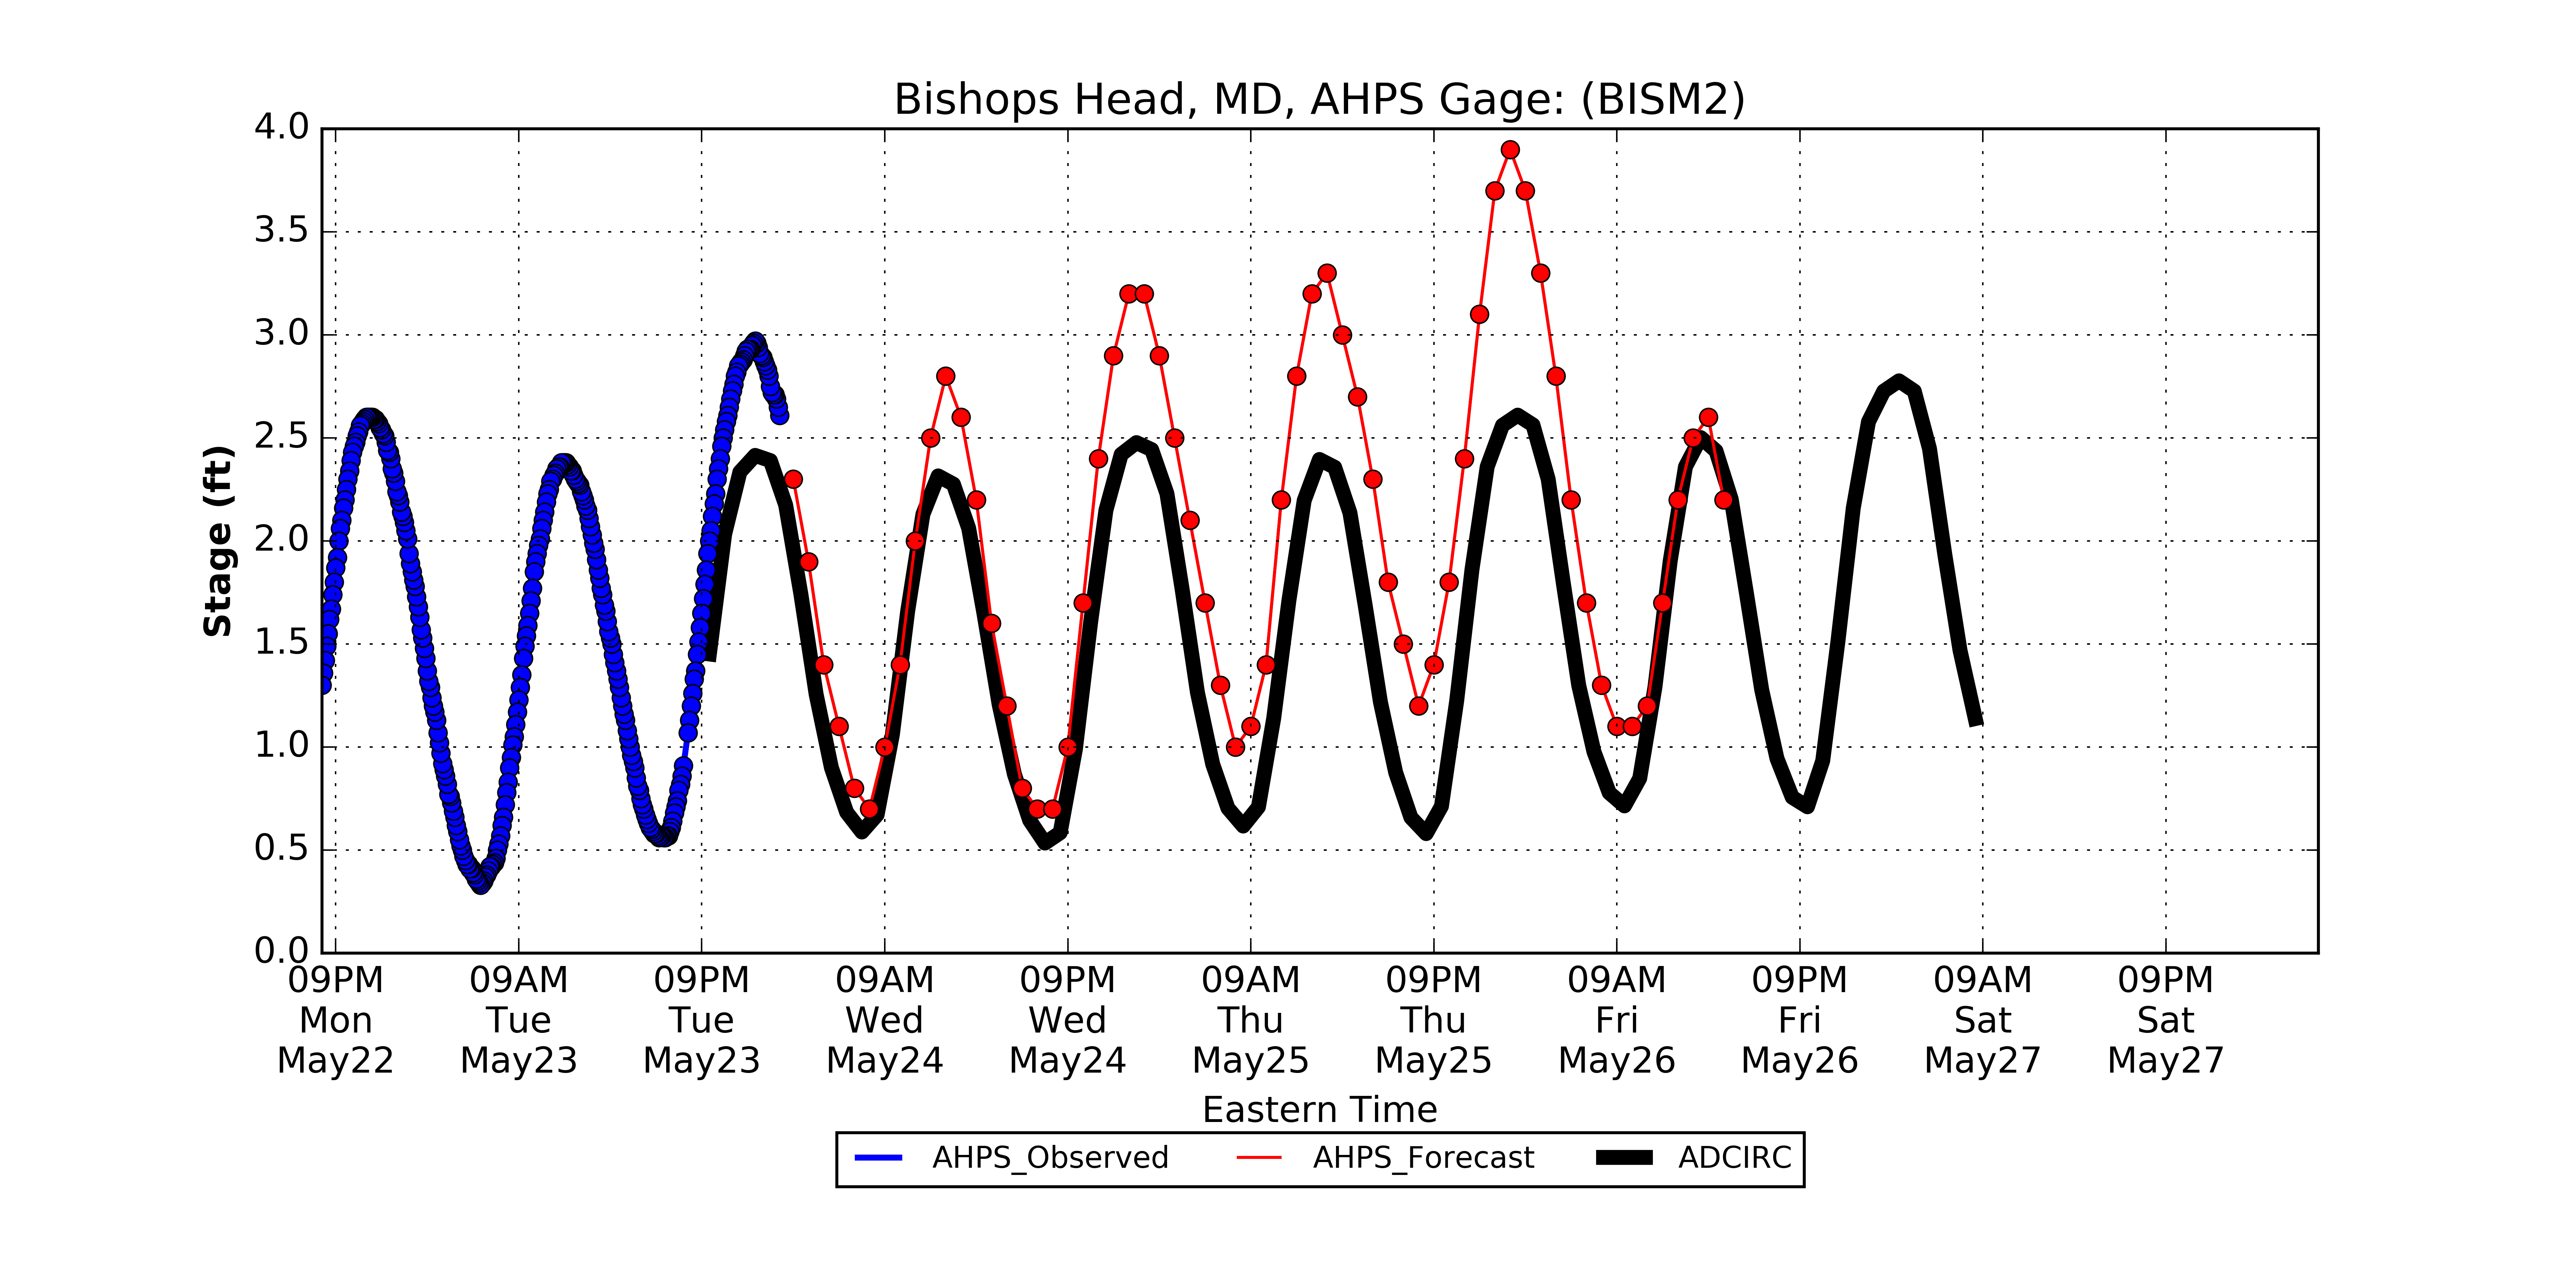 Bishops Head, MD, AHPS Gage: (BISM2)
4.0
3.5
3.0
2.5
2.0
1.5
1.0
0.5
0.0
Stage (ft)
09PM 09AM 09PM 09AM 09PM 09AM 09PM 09AM 09PM 09AM 09PM
Mon Tue Tue Wed Wed Thu Thu Fri Fri Sat Sat
May22 May23 May23 May24 May24 May25 May25 May26 May26 May27 May27
Eastern Time
AHPS_Observed AHPS_Forecast ADCIRC